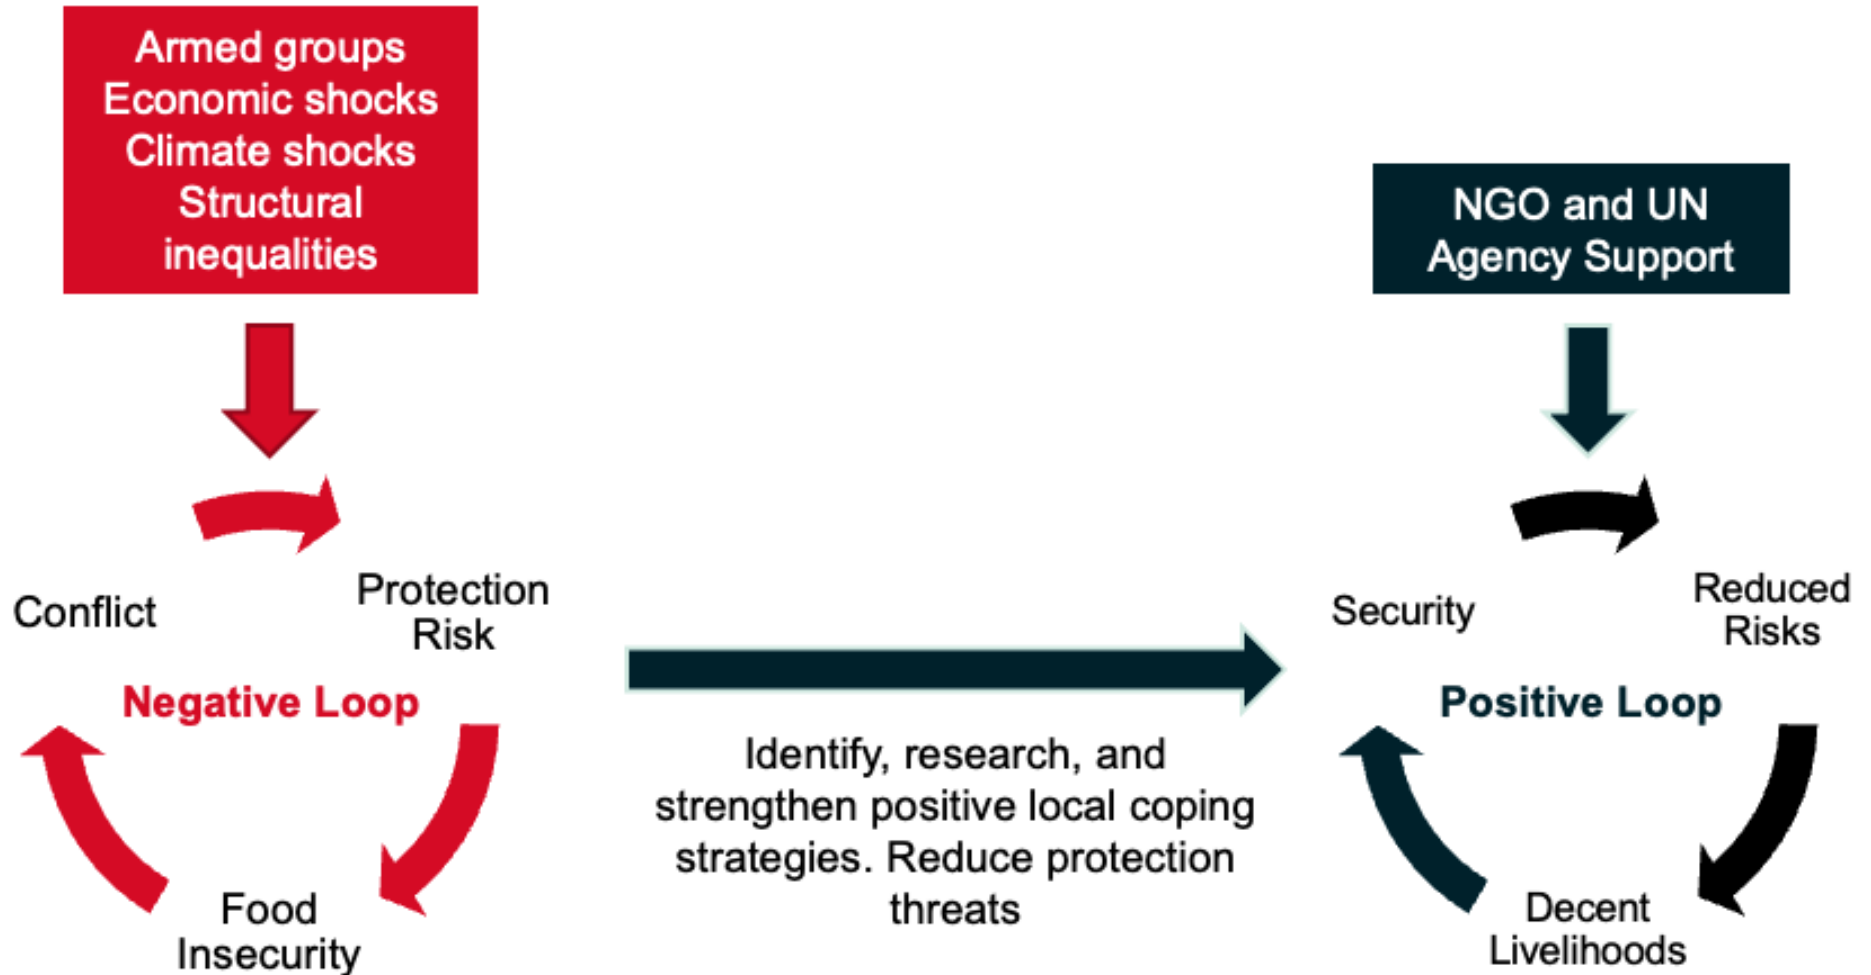 Armed groups
Economic shocks
Climate shocks
Structural
inequalities
NGO and UN
Agency Support
Conflict
Protection
Risk
Negative Loop
Food
Insecurity
Identify, research, and
strengthen positive local coping
strategies. Reduce protection
threats
Security
Reduced
Risks
Positive Loop
Decent
Livelihoods